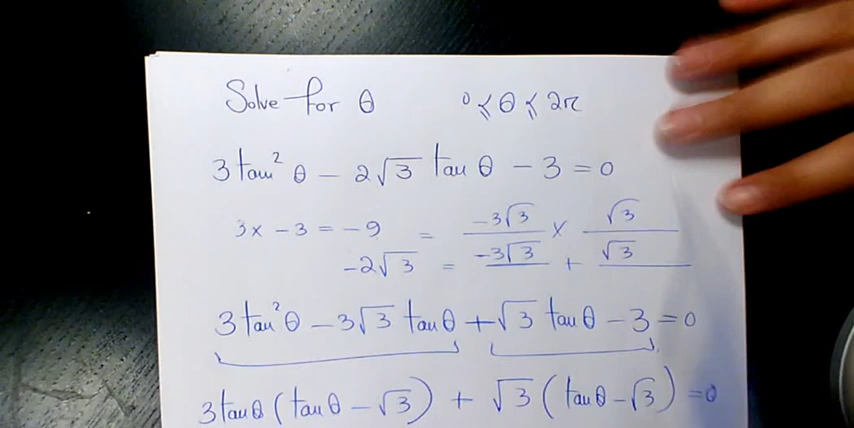 Solve for θ 0 ⩽ θ ⩽ 2π
3 tan² θ - 2√3 tan θ - 3 = 0
3 x - 3 = - 9 = -3√3 x √3
-2√3 = -3√3 + √3
3 tan² θ - 3√3 tan θ + √3 tan θ - 3 = 0
3 tan θ (tan θ - √3) + √3 (tan θ - √3) = 0